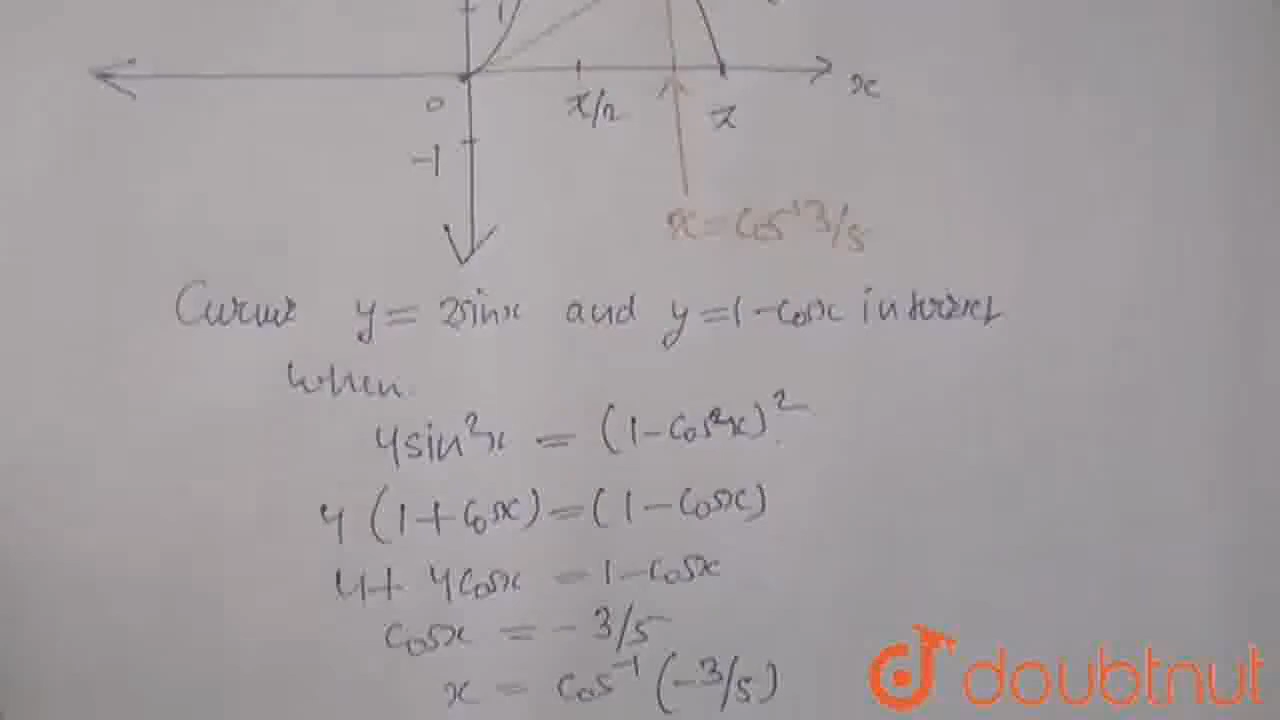 1
x
0
π/2
π
-1
x = cos⁻¹ 3/5
Curve y = 2sinx and y = 1-cosx intersect
when
4sin²x = (1-cos²x)²
4(1+cosx) = (1-cosx)
4+4cosx = 1-cosx
cosx = -3/5
x = cos⁻¹(-3/5)
doubtnut